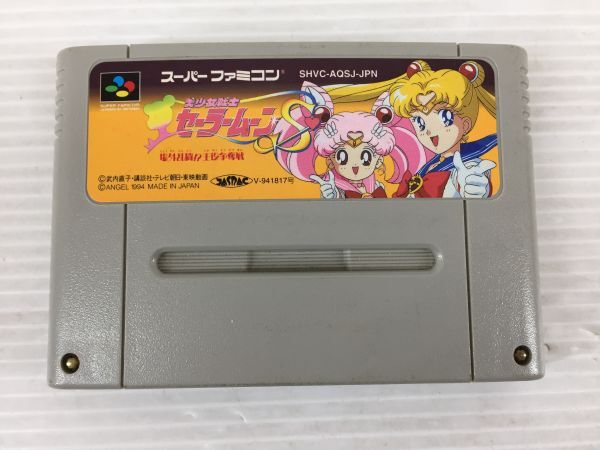 スーパーファミコン®
SHVC-AQSJ-JPN
SUPER FAMICOM
美少女戦士
セーラームーンS
場外乱闘!?主役争奪戦
©武内直子・講談社・テレビ朝日・東映動画
©ANGEL 1994 MADE IN JAPAN
JASRAC
V-941817号